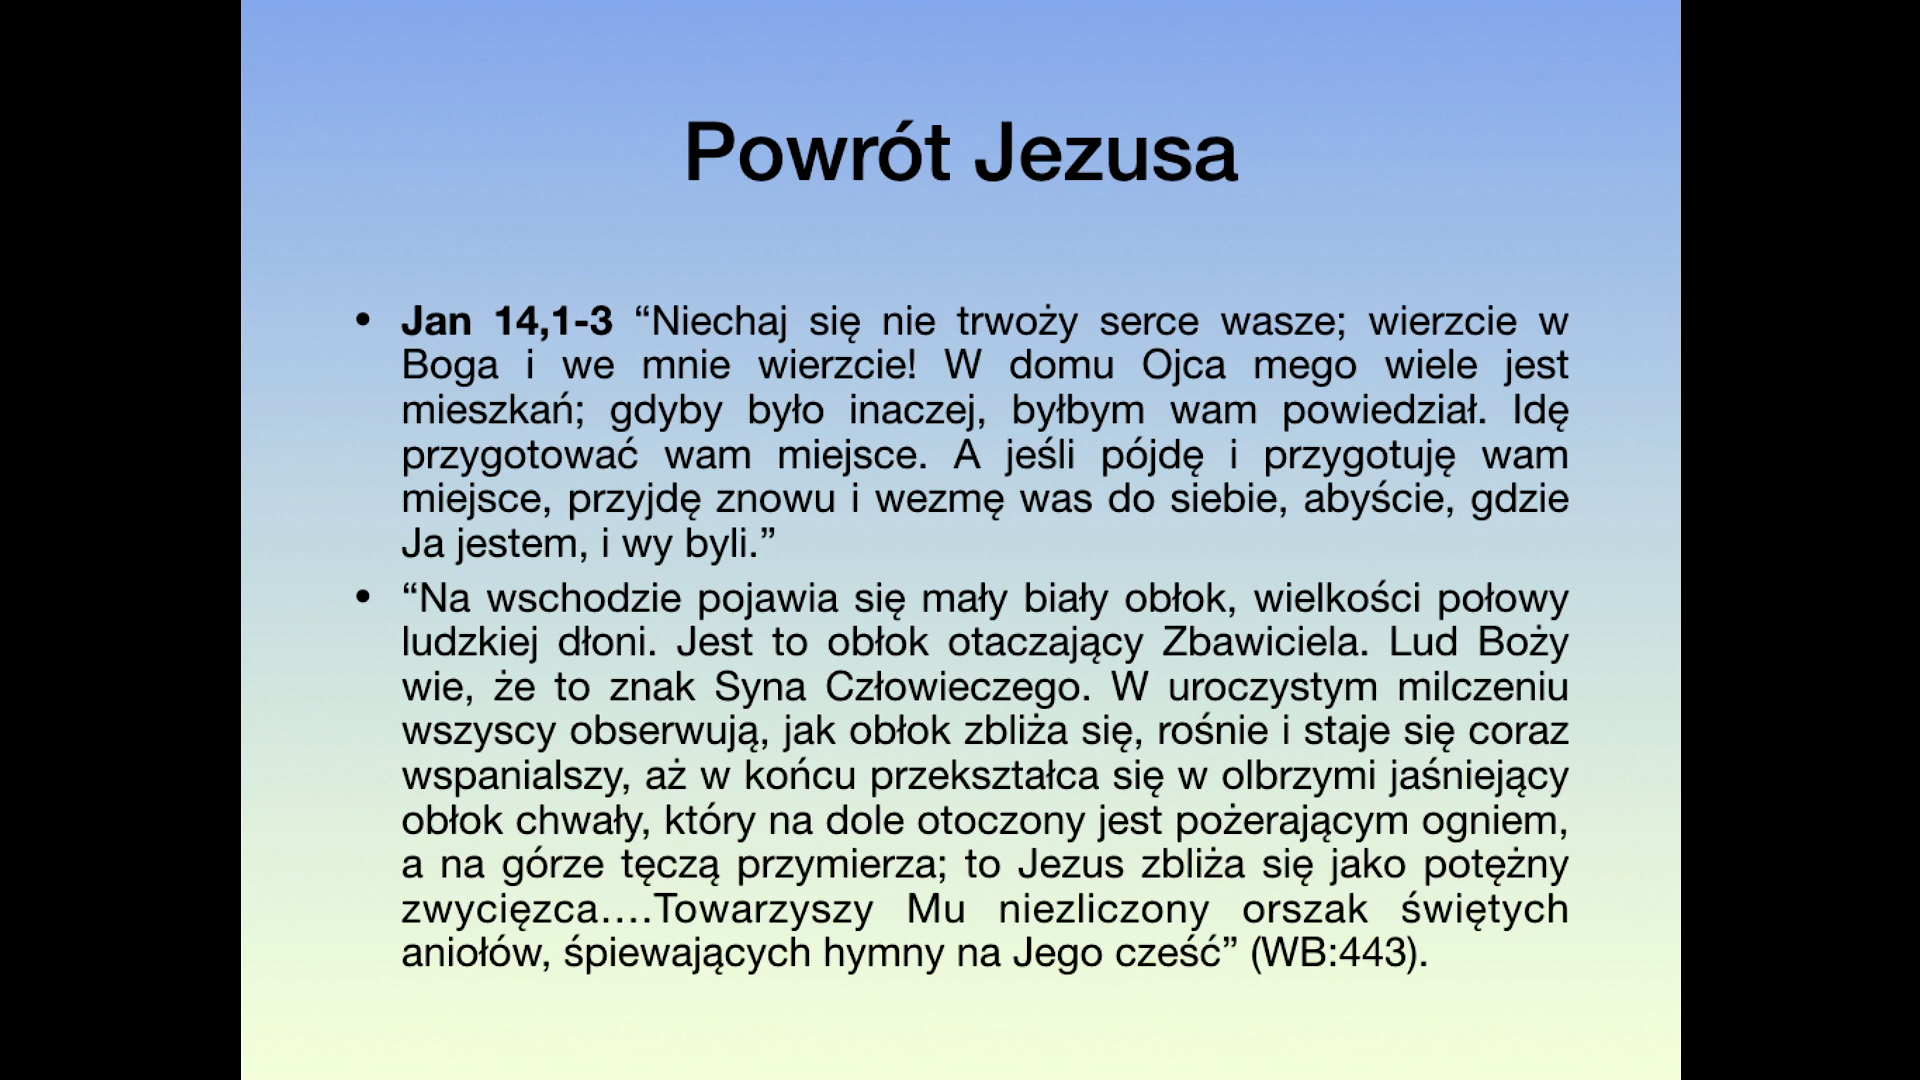 Powrót Jezusa
• Jan 14,1-3 “Niechaj się nie trwoży serce wasze; wierzcie w
Boga i we mnie wierzcie! W domu Ojca mego wiele jest
mieszkań; gdyby było inaczej, byłbym wam powiedział. Idę
przygotować wam miejsce. A jeśli pójdę i przygotuję wam
miejsce, przyjdę znowu i wezmę was do siebie, abyście, gdzie
Ja jestem, i wy byli.”
• “Na wschodzie pojawia się mały biały obłok, wielkości połowy
ludzkiej dłoni. Jest to obłok otaczający Zbawiciela. Lud Boży
wie, że to znak Syna Człowieczego. W uroczystym milczeniu
wszyscy obserwują, jak obłok zbliża się, rośnie i staje się coraz
wspanialszy, aż w końcu przekształca się w olbrzymi jaśniejący
obłok chwały, który na dole otoczony jest pożerającym ogniem,
a na górze tęczą przymierza; to Jezus zbliża się jako potężny
zwycięzca….Towarzyszy Mu niezliczony orszak świętych
aniołów, śpiewających hymny na Jego cześć” (WB:443).